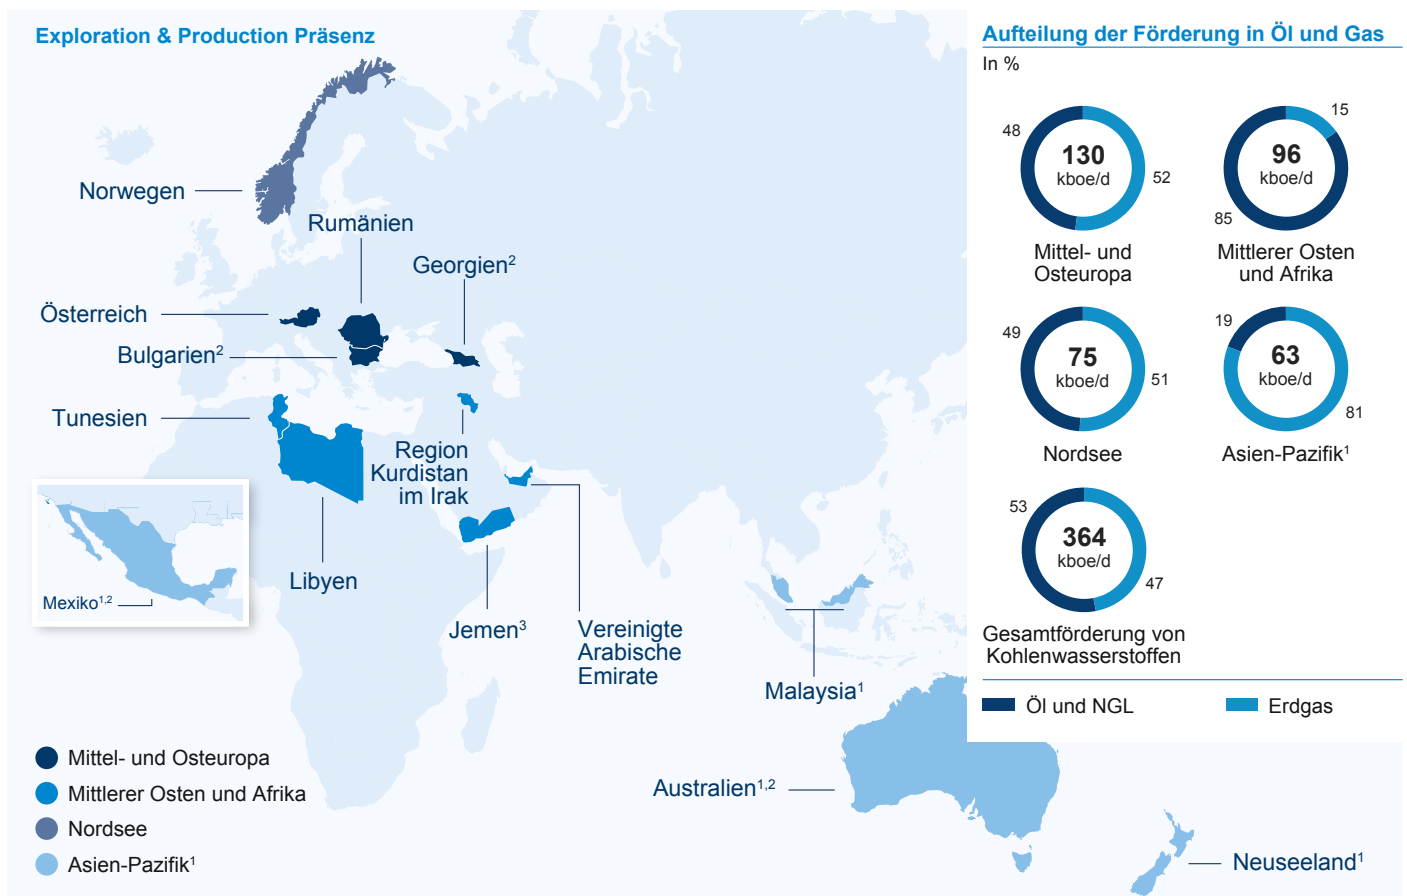 Exploration & Production Präsenz
Norwegen
Rumänien
Georgien²
Österreich
Bulgarien²
Tunesien
Region
Kurdistan
im Irak
Mexiko¹,²
Libyen
Jemen³
Vereinigte
Arabische
Emirate
Malaysia¹
Australien¹,²
Neuseeland¹
Mittel- und Osteuropa
Mittlerer Osten und Afrika
Nordsee
Asien-Pazifik¹
Aufteilung der Förderung in Öl und Gas
In %
48
130
kboe/d
52
Mittel- und
Osteuropa
15
96
kboe/d
85
Mittlerer Osten
und Afrika
49
75
kboe/d
51
Nordsee
19
63
kboe/d
81
Asien-Pazifik¹
53
364
kboe/d
47
Gesamtförderung von
Kohlenwasserstoffen
Öl und NGL
Erdgas